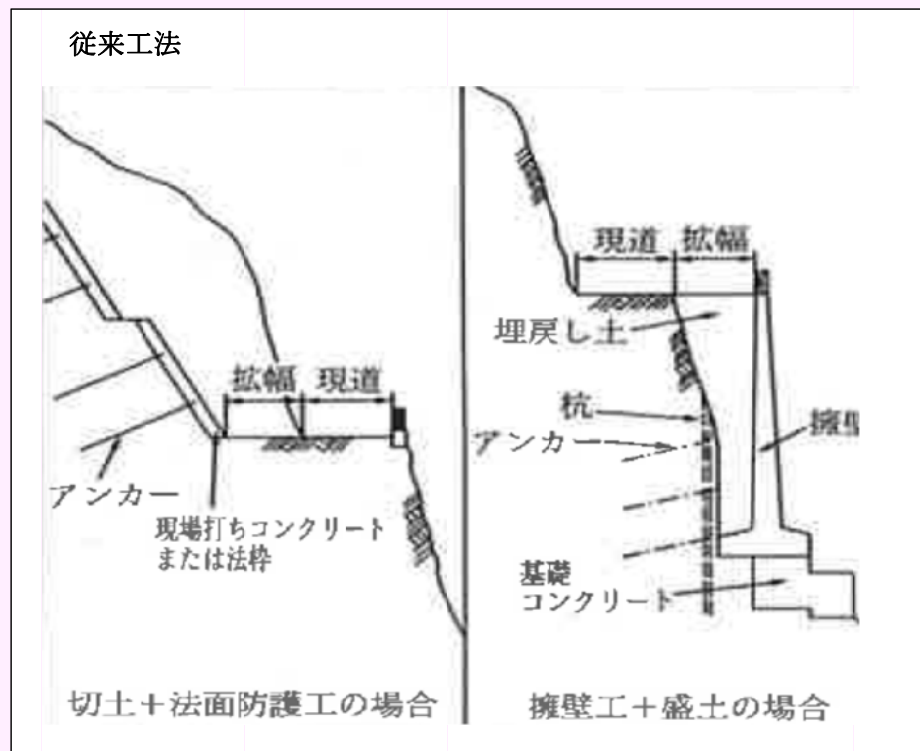 従来工法
拡幅
現道
アンカー
現場打ちコンクリート
または法枠
切土＋法面防護工の場合
現道
拡幅
埋戻し土
杭
アンカー
擁壁
基礎
コンクリート
擁壁工＋盛土の場合